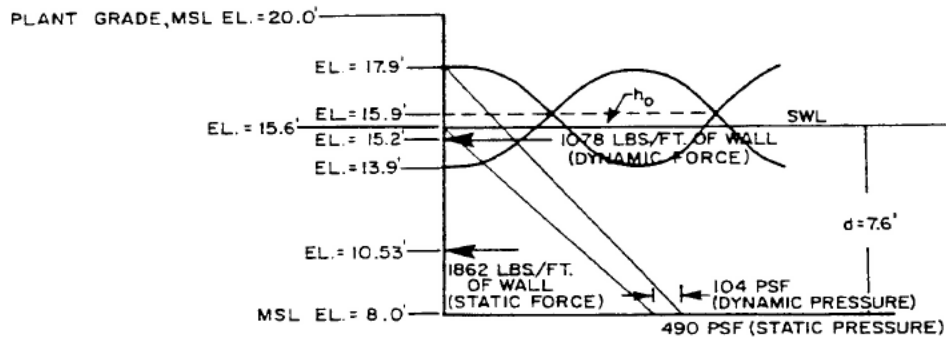 PLANT GRADE, MSL EL. = 20.0'
EL. = 17.9'
h₀
EL. = 15.9'
SWL
EL. = 15.6'
EL. = 15.2'
1078 LBS/FT. OF WALL
(DYNAMIC FORCE)
EL. = 13.9'
d = 7.6'
EL. = 10.53'
1862 LBS./FT.
OF WALL
(STATIC FORCE)
104 PSF
(DYNAMIC PRESSURE)
MSL EL. = 8.0'
490 PSF (STATIC PRESSURE)